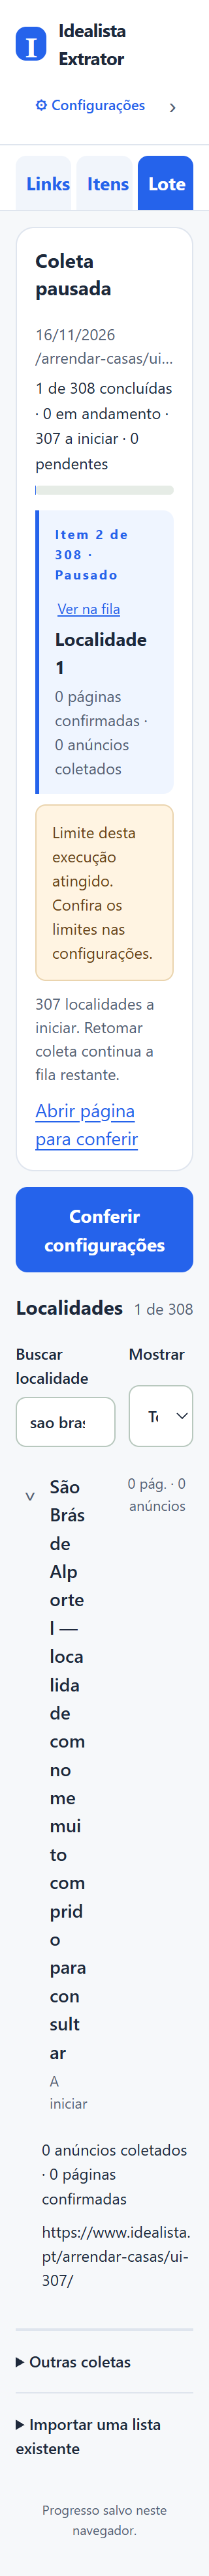 I
Idealista
Extrator
⚙ Configurações ›
Links Itens Lote
Coleta
pausada
16/11/2026
/arrendar-casas/ui...
1 de 308 concluídas
· 0 em andamento ·
307 a iniciar · 0
pendentes
Item 2 de
308 ·
Pausado
Ver na fila
Localidade
1
0 páginas
confirmadas ·
0 anúncios
coletados
Limite desta
execução
atingido.
Confira os
limites nas
configurações.
307 localidades a
iniciar. Retomar
coleta continua a
fila restante.
Abrir página
para conferir
Conferir
configurações
Localidades 1 de 308
Buscar
localidade
Mostrar
sao bras
São
Brás
de
Alp
orte
l —
loca
lida
de
com
no
me
mui
to
com
prid
o
para
con
sult
ar
0 pág. · 0
anúncios
A
iniciar
0 anúncios coletados
· 0 páginas
confirmadas
https://www.idealista.
pt/arrendar-casas/ui-
307/
▶ Outras coletas
▶ Importar uma lista
existente
Progresso salvo neste
navegador.